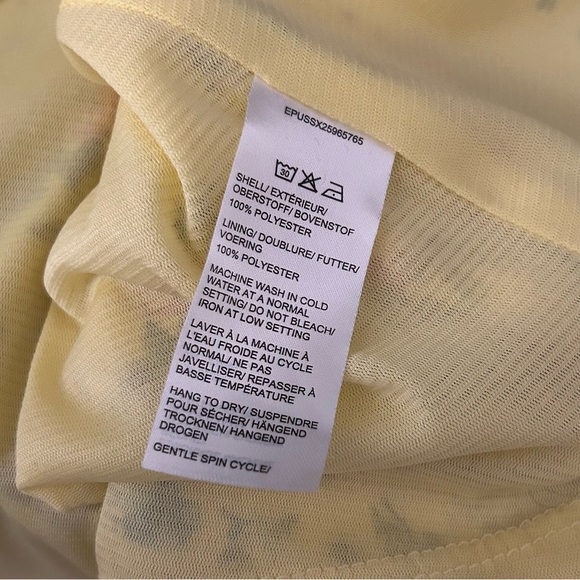 EPUSSX25965765
30
SHELL/ EXTÉRIEUR/
OBERSTOFF/ BOVENSTOF
100% POLYESTER
LINING/ DOUBLURE/ FUTTER/
VOERING
100% POLYESTER
MACHINE WASH IN COLD
WATER AT A NORMAL
SETTING/ DO NOT BLEACH/
IRON AT LOW SETTING
LAVER À LA MACHINE À
L'EAU FROIDE AU CYCLE
NORMAL/ NE PAS
JAVELLISER/ REPASSER À
BASSE TEMPÉRATURE
HANG TO DRY/ SUSPENDRE
POUR SÉCHER/ HÄNGEND
TROCKNEN/ HANGEND
DROGEN
GENTLE SPIN CYCLE/